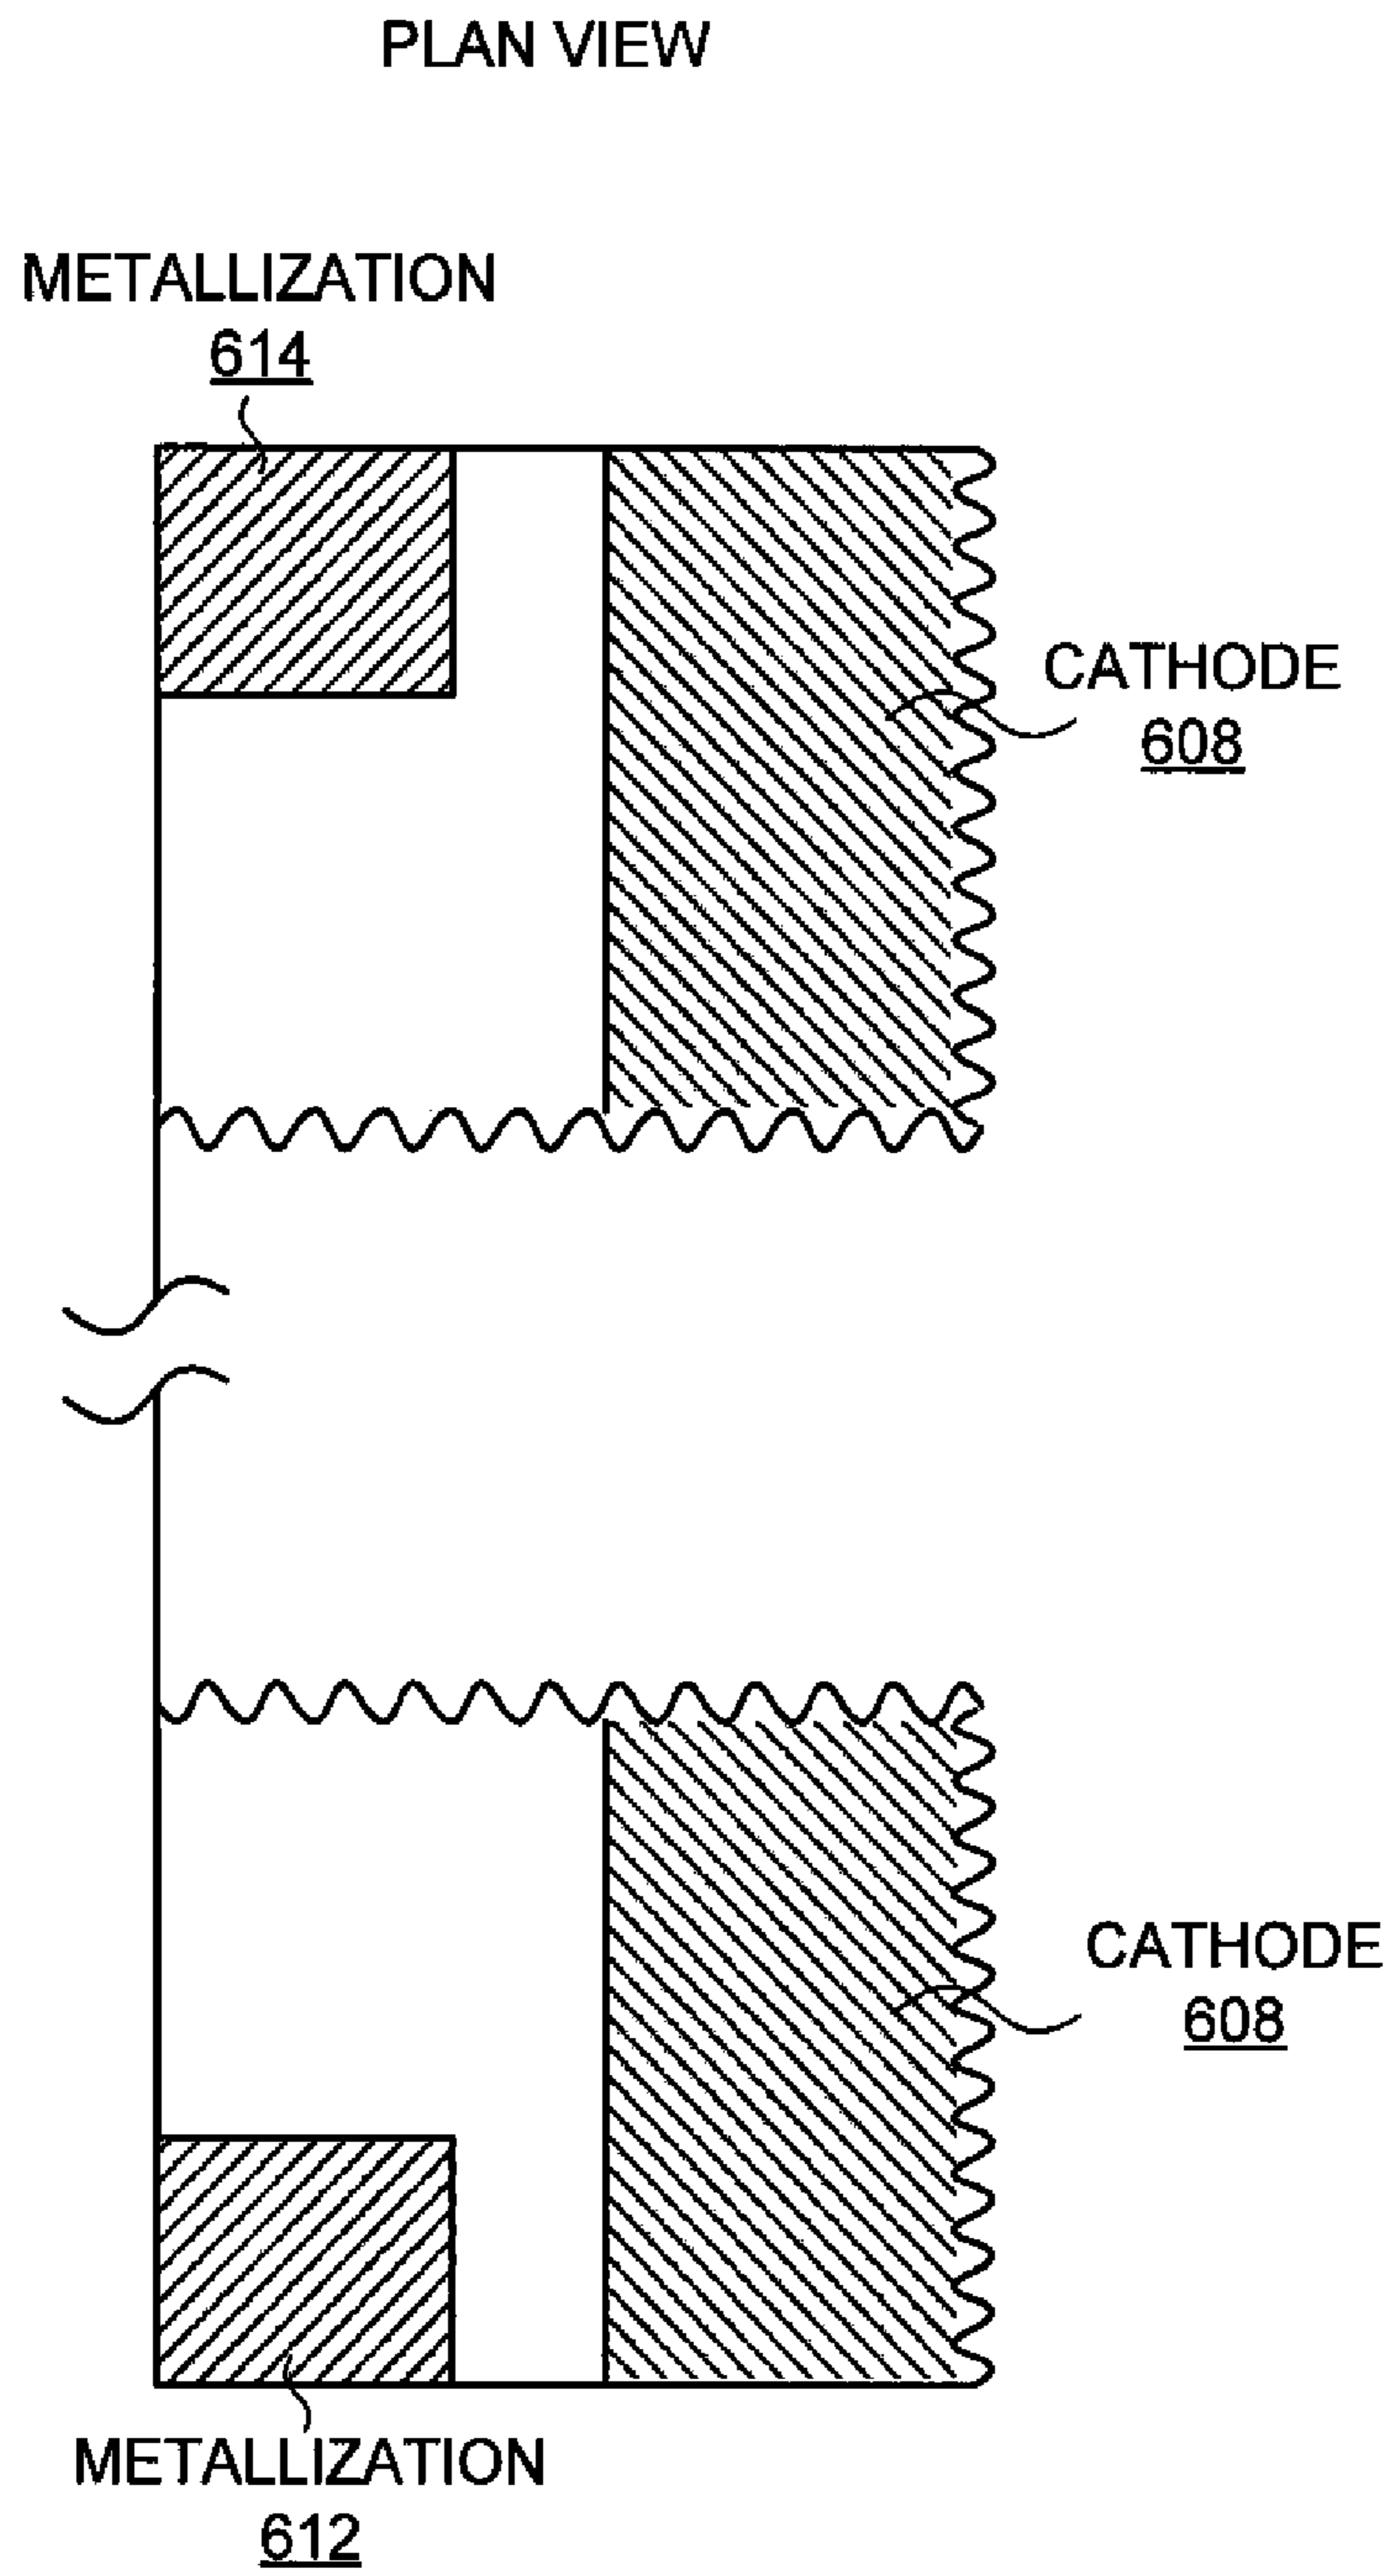 PLAN VIEW
METALLIZATION
614
CATHODE
608
CATHODE
608
METALLIZATION
612